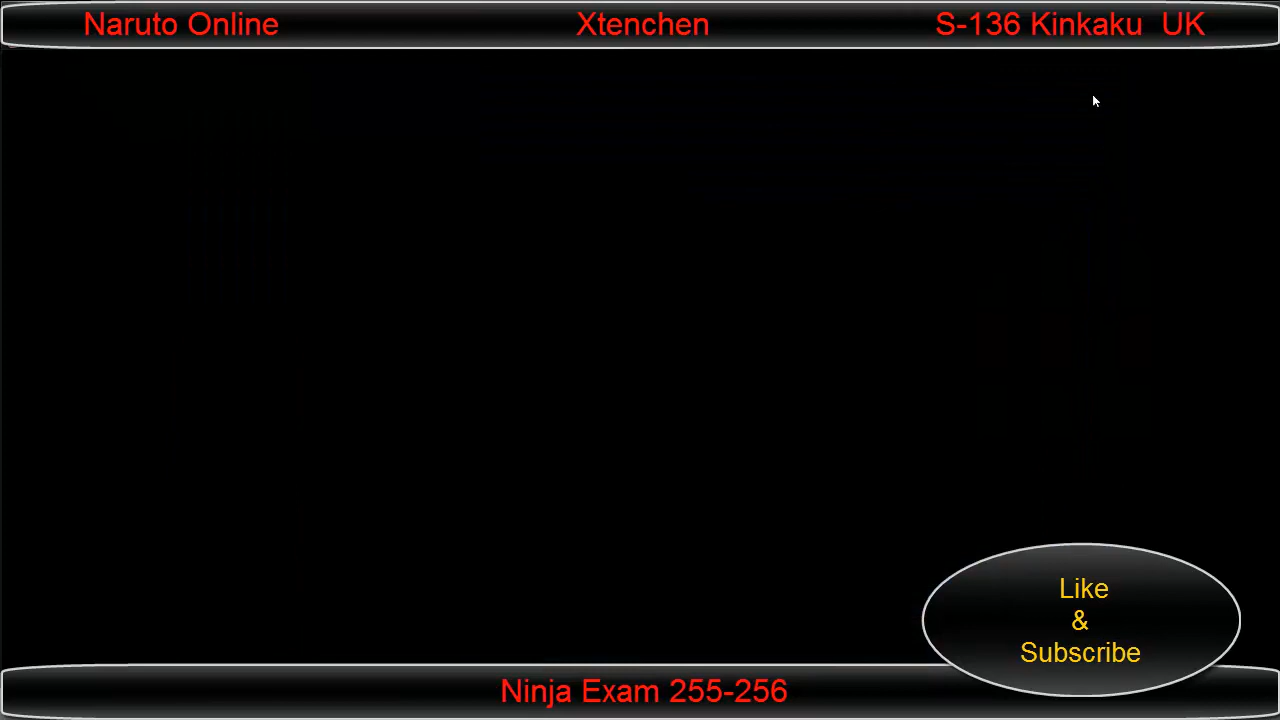 Naruto Online
Xtenchen
S-136 Kinkaku  UK
Like
&
Subscribe
Ninja Exam 255-256